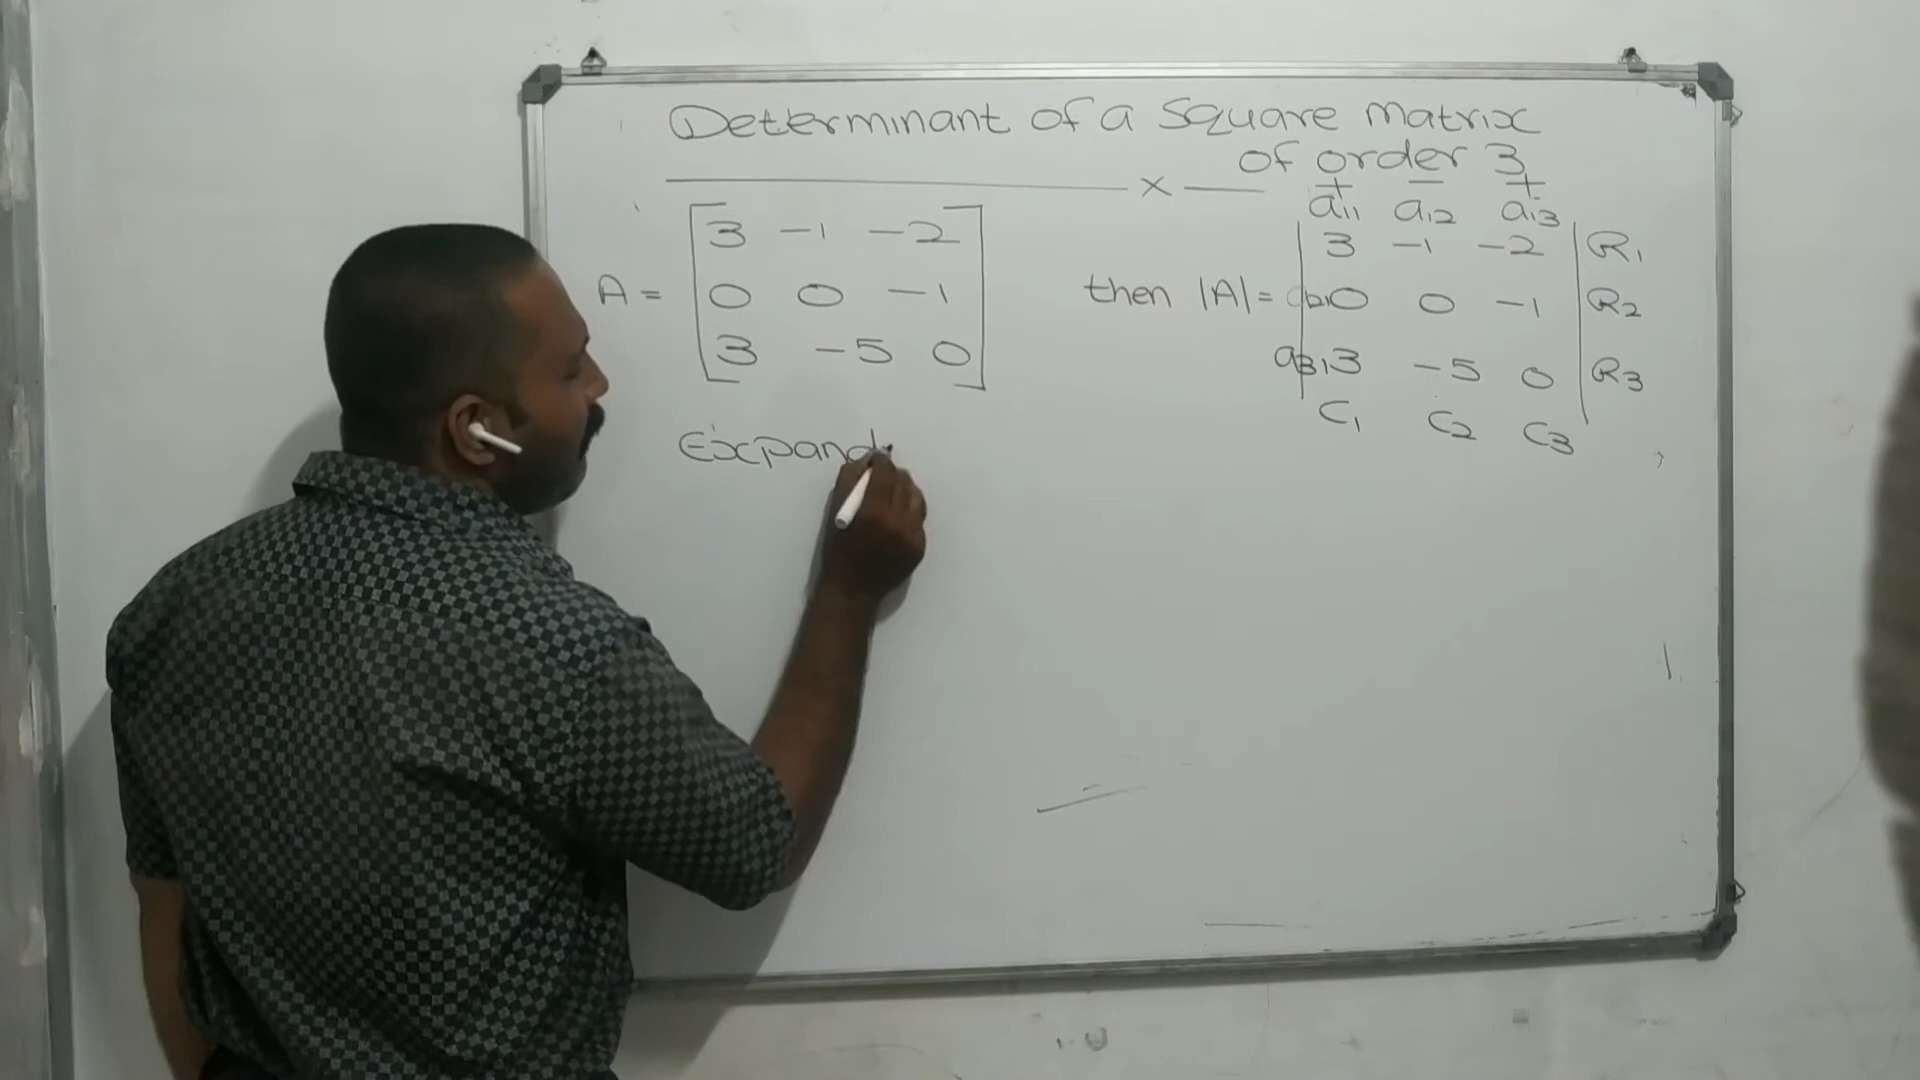 Determinant of a Square Matrix
of order 3
× + − +
a11 a12 a13
A = [ 3 -1 -2
0 0 -1
3 -5 0 ]
then |A| = | 3 -1 -2 | R1
a21 0 0 -1 R2
a31 3 -5 0 R3
C1 C2 C3
Expand